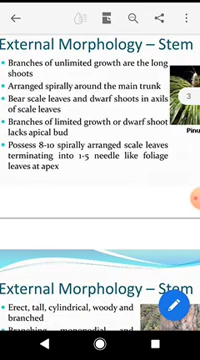 External Morphology – Stem
Branches of unlimited growth are the long
shoots
Arranged spirally around the main trunk
Bear scale leaves and dwarf shoots in axils
of scale leaves
Branches of limited growth or dwarf shoot
lacks apical bud
Possess 8-10 spirally arranged scale leaves
terminating into 1-5 needle like foliage
leaves at apex
Pinu
3
External Morphology – Stem
Erect, tall, cylindrical, woody and
branched
Branching monopodial and